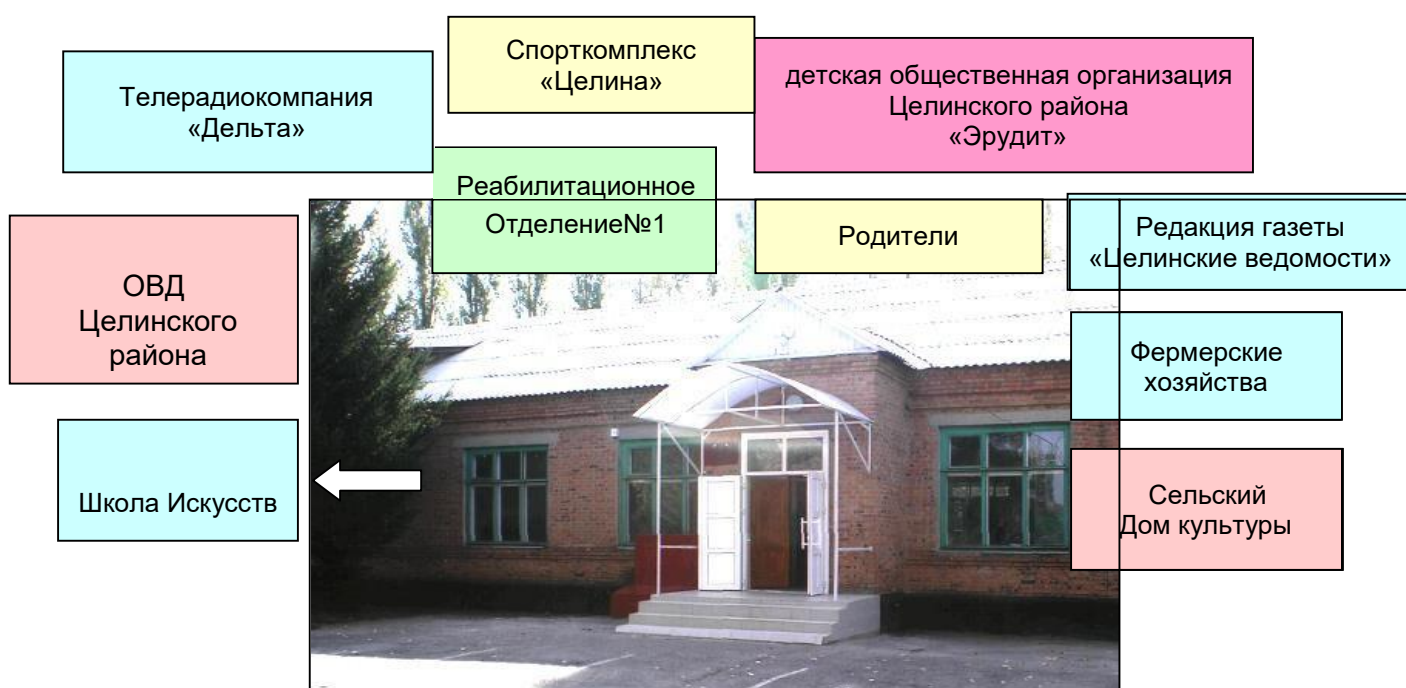 Спорткомплекс
«Целина»
детская общественная организация
Целинского района
«Эрудит»
Телерадиокомпания
«Дельта»
Реабилитационное
Отделение№1
Родители
Редакция газеты
«Целинские ведомости»
ОВД
Целинского
района
Фермерские
хозяйства
Школа Искусств
Сельский
Дом культуры